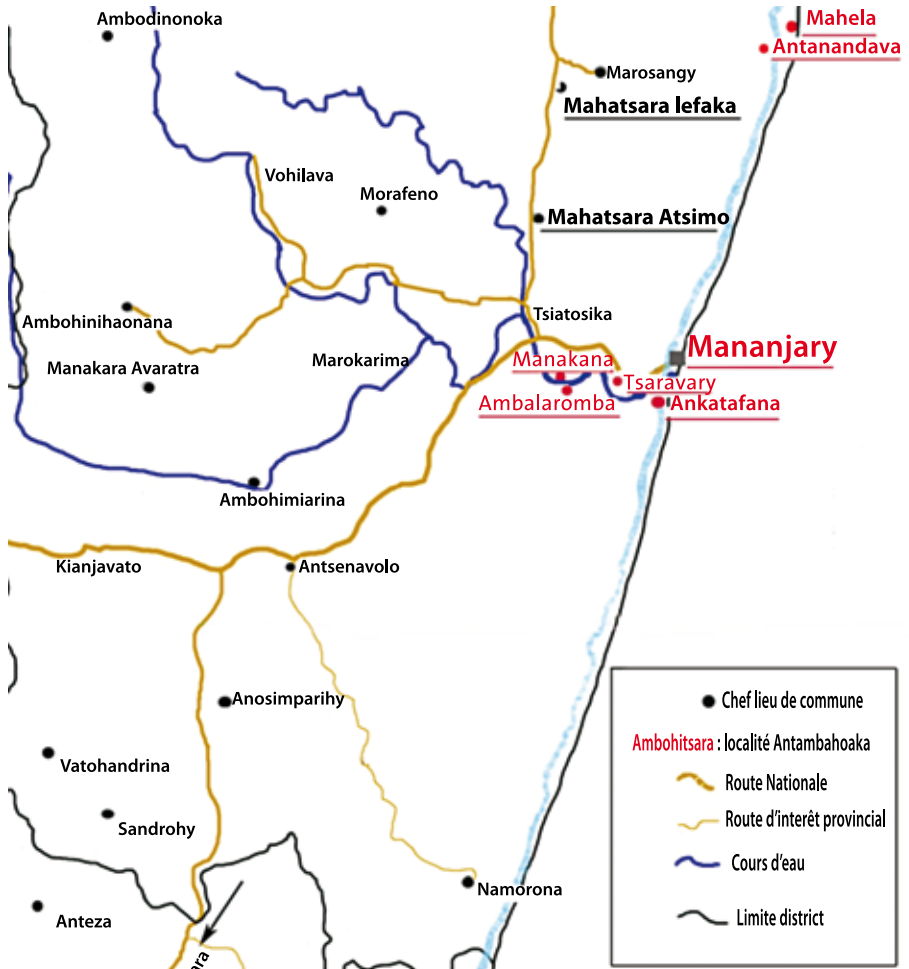 Ambodinonoka
Mahela
Antanandava
Marosangy
Mahatsara Iefaka
Vohilava
Morafeno
Mahatsara Atsimo
Ambohinihaonana
Tsiatosika
Manakara Avaratra
Marokarima
Manakana
Mananjary
Tsaravary
Ambalaromba
Ankatafana
Ambohimiarina
Kianjavato
Antsenavolo
Anosimparihy
Vatohandrina
Sandrohy
Namorona
Anteza
Chef lieu de commune
Ambohitsara : localité Antambahoaka
Route Nationale
Route d'interêt provincial
Cours d'eau
Limite district